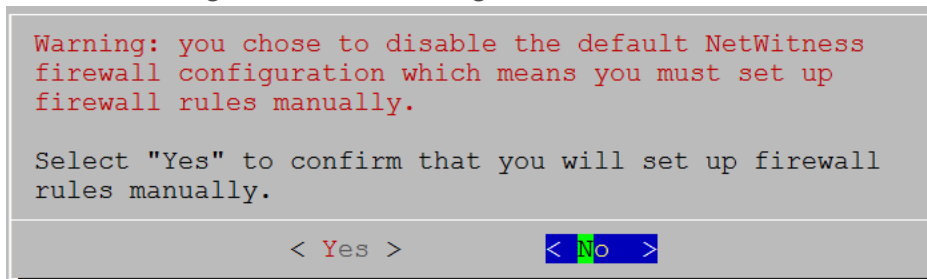 Warning: you chose to disable the default NetWitness
firewall configuration which means you must set up
firewall rules manually.
Select "Yes" to confirm that you will set up firewall
rules manually.
< Yes > < No >